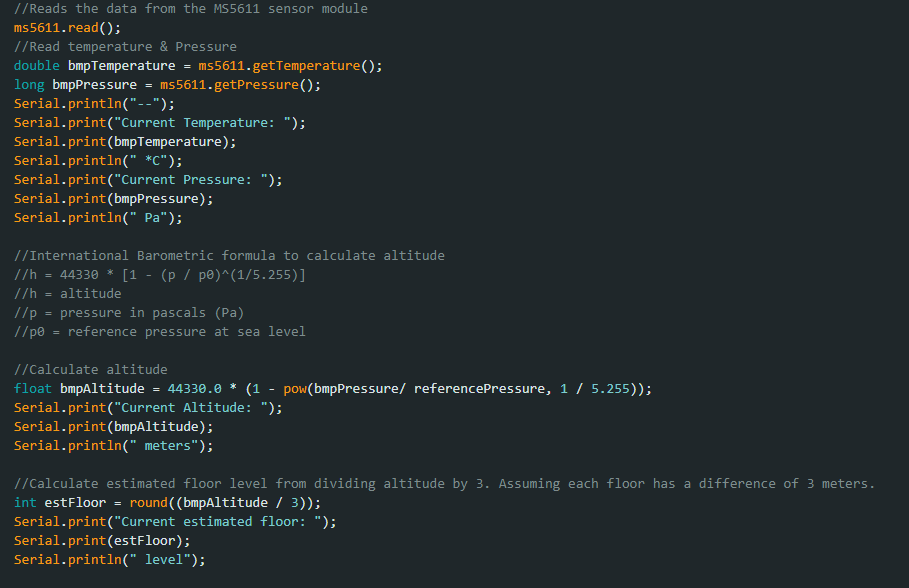 //Reads the data from the MS5611 sensor module
ms5611.read();
//Read temperature & Pressure
double bmpTemperature = ms5611.getTemperature();
long bmpPressure = ms5611.getPressure();
Serial.println("--");
Serial.print("Current Temperature: ");
Serial.print(bmpTemperature);
Serial.println(" *C");
Serial.print("Current Pressure: ");
Serial.print(bmpPressure);
Serial.println(" Pa");

//International Barometric formula to calculate altitude
//h = 44330 * [1 - (p / p0)^(1/5.255)]
//h = altitude
//p = pressure in pascals (Pa)
//p0 = reference pressure at sea level

//Calculate altitude
float bmpAltitude = 44330.0 * (1 - pow(bmpPressure/ referencePressure, 1 / 5.255));
Serial.print("Current Altitude: ");
Serial.print(bmpAltitude);
Serial.println(" meters");

//Calculate estimated floor level from dividing altitude by 3. Assuming each floor has a difference of 3 meters.
int estFloor = round((bmpAltitude / 3));
Serial.print("Current estimated floor: ");
Serial.print(estFloor);
Serial.println(" level");